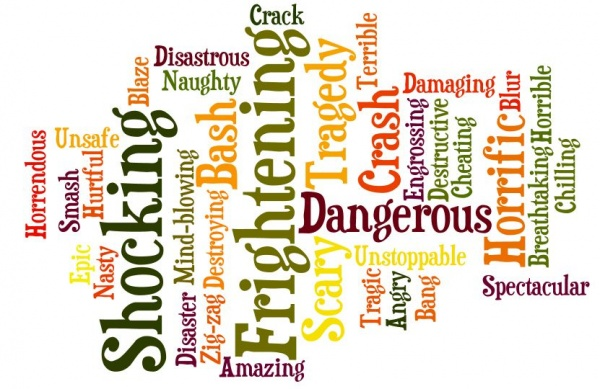 Crack
Disastrous
Naughty
Blaze
Terrible
Damaging
Blur
Horrible
Breathtaking
Chilling
Horrendous
Unsafe
Smash
Hurtful
Shocking
Mind-blowing
Bash
Destroying
Frightening
Tragedy
Scary
Crash
Engrossing
Destructive
Cheating
Horrific
Dangerous
Epic
Nasty
Disaster
Zig-zag
Amazing
Unstoppable
Tragic
Angry
Bang
Spectacular